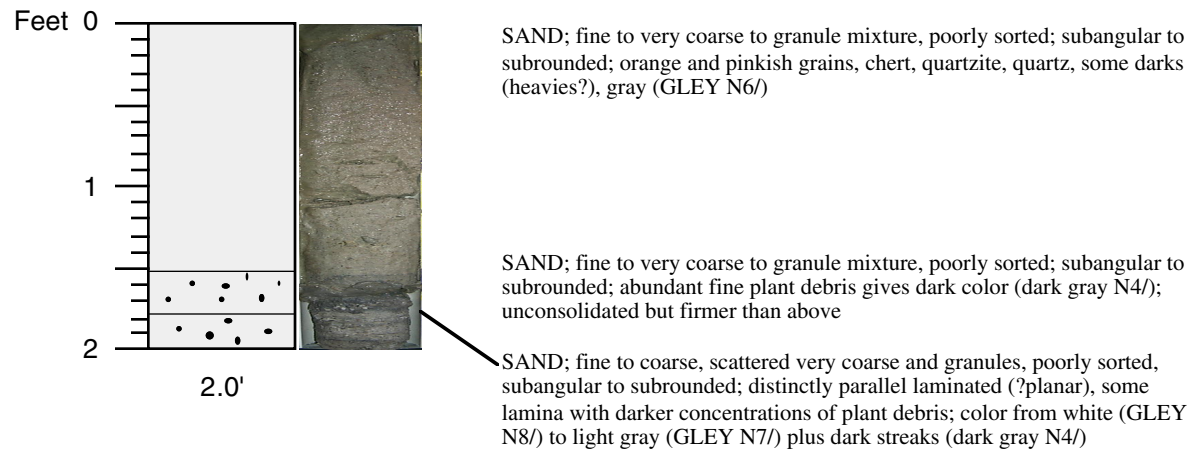 Feet 0
SAND; fine to very coarse to granule mixture, poorly sorted; subangular to
subrounded; orange and pinkish grains, chert, quartzite, quartz, some darks
(heavies?), gray (GLEY N6/)
1
SAND; fine to very coarse to granule mixture, poorly sorted; subangular to
subrounded; abundant fine plant debris gives dark color (dark gray N4/);
unconsolidated but firmer than above
2
2.0'
SAND; fine to coarse, scattered very coarse and granules, poorly sorted,
subangular to subrounded; distinctly parallel laminated (?planar), some
lamina with darker concentrations of plant debris; color from white (GLEY
N8/) to light gray (GLEY N7/) plus dark streaks (dark gray N4/)